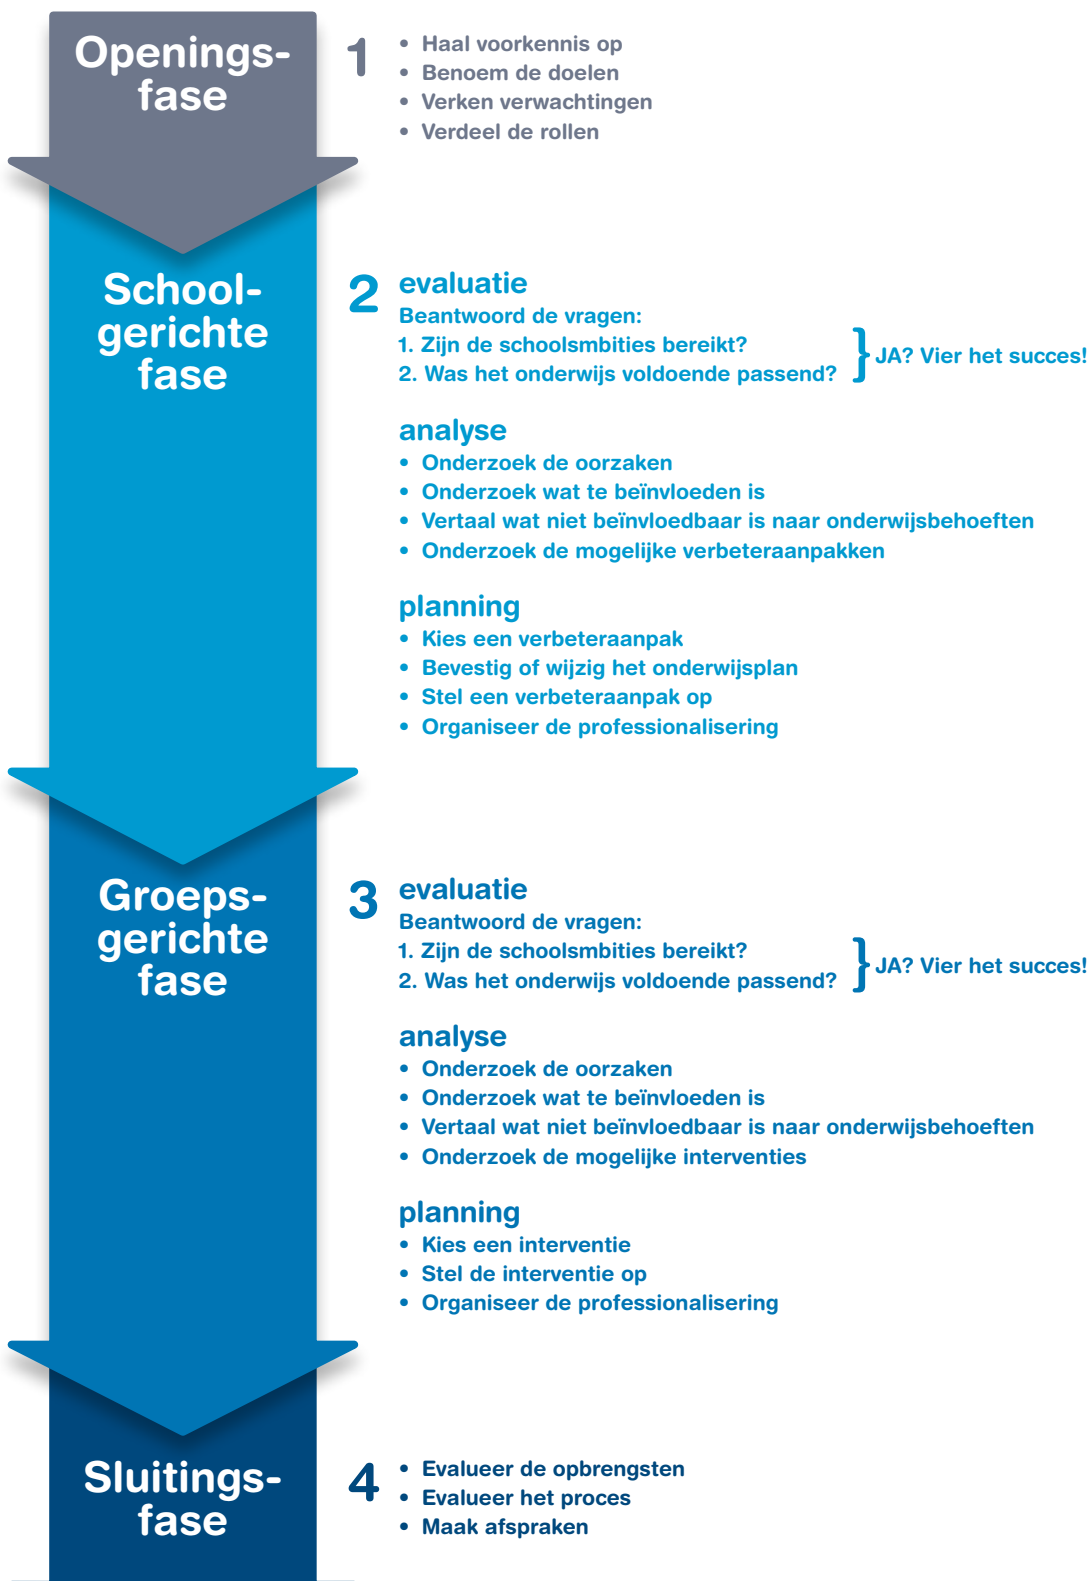 Openings-
fase
1
• Haal voorkennis op
• Benoem de doelen
• Verken verwachtingen
• Verdeel de rollen
School-
gerichte
fase
2
evaluatie
Beantwoord de vragen:
1. Zijn de schoolsmbities bereikt?
2. Was het onderwijs voldoende passend?
} JA? Vier het succes!
analyse
• Onderzoek de oorzaken
• Onderzoek wat te beïnvloeden is
• Vertaal wat niet beïnvloedbaar is naar onderwijsbehoeften
• Onderzoek de mogelijke verbeteraanpakken
planning
• Kies een verbeteraanpak
• Bevestig of wijzig het onderwijsplan
• Stel een verbeteraanpak op
• Organiseer de professionalisering
Groeps-
gerichte
fase
3
evaluatie
Beantwoord de vragen:
1. Zijn de schoolsmbities bereikt?
2. Was het onderwijs voldoende passend?
} JA? Vier het succes!
analyse
• Onderzoek de oorzaken
• Onderzoek wat te beïnvloeden is
• Vertaal wat niet beïnvloedbaar is naar onderwijsbehoeften
• Onderzoek de mogelijke interventies
planning
• Kies een interventie
• Stel de interventie op
• Organiseer de professionalisering
Sluitings-
fase
4
• Evalueer de opbrengsten
• Evalueer het proces
• Maak afspraken